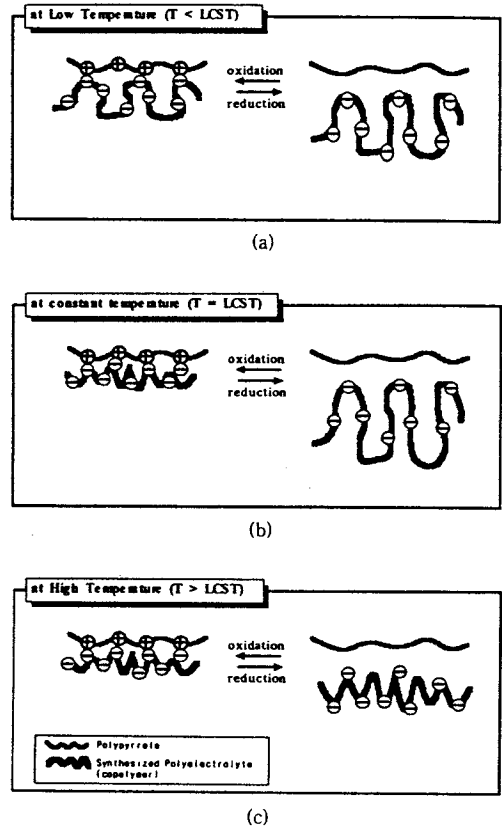 at Low Temperature (T < LCST)
oxidation
reduction
(a)
at constant temperature (T = LCST)
oxidation
reduction
(b)
at High Temperature (T > LCST)
oxidation
reduction
Polypyrrole
Synthesized Polyelectrolyte
(copolymer)
(c)